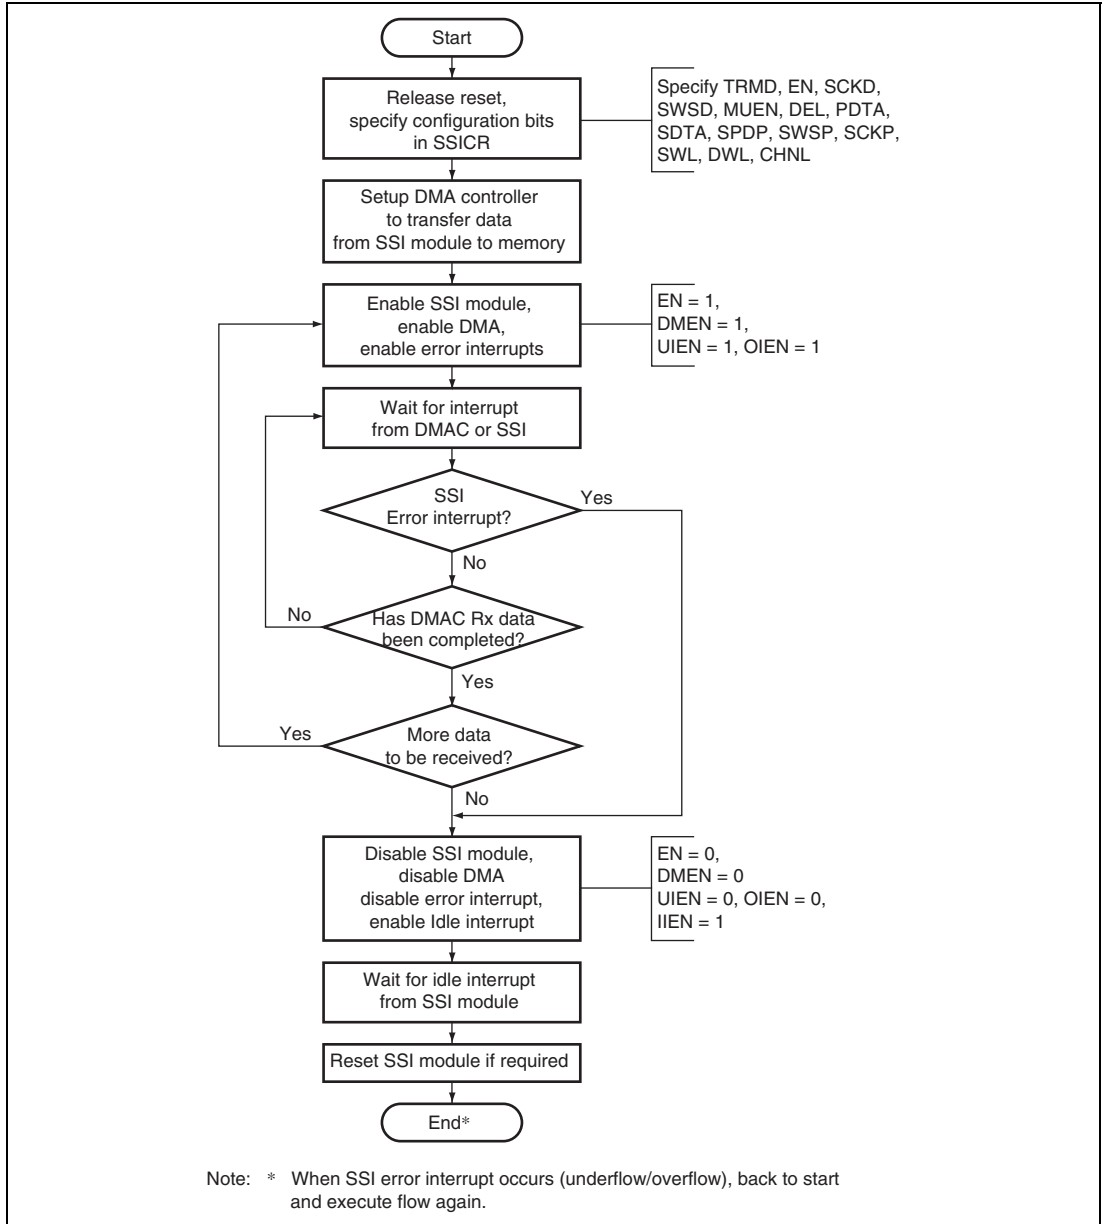 Start
Release reset,
specify configuration bits
in SSICR
Specify TRMD, EN, SCKD,
SWSD, MUEN, DEL, PDTA,
SDTA, SPDP, SWSP, SCKP,
SWL, DWL, CHNL
Setup DMA controller
to transfer data
from SSI module to memory
Enable SSI module,
enable DMA,
enable error interrupts
EN = 1,
DMEN = 1,
UIEN = 1, OIEN = 1
Wait for interrupt
from DMAC or SSI
SSI
Error interrupt?
Yes
No
Has DMAC Rx data
been completed?
No
Yes
More data
to be received?
Yes
No
Disable SSI module,
disable DMA
disable error interrupt,
enable Idle interrupt
EN = 0,
DMEN = 0
UIEN = 0, OIEN = 0,
IIEN = 1
Wait for idle interrupt
from SSI module
Reset SSI module if required
End*
Note: * When SSI error interrupt occurs (underflow/overflow), back to start
and execute flow again.